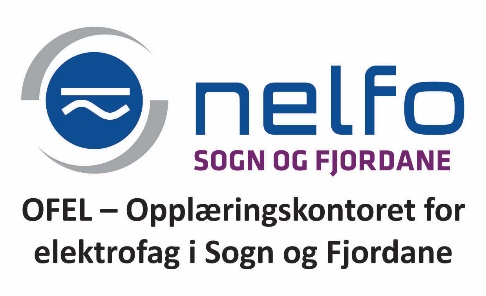 nelfo
SOGN OG FJORDANE
OFEL – Opplæringskontoret for
elektrofag i Sogn og Fjordane